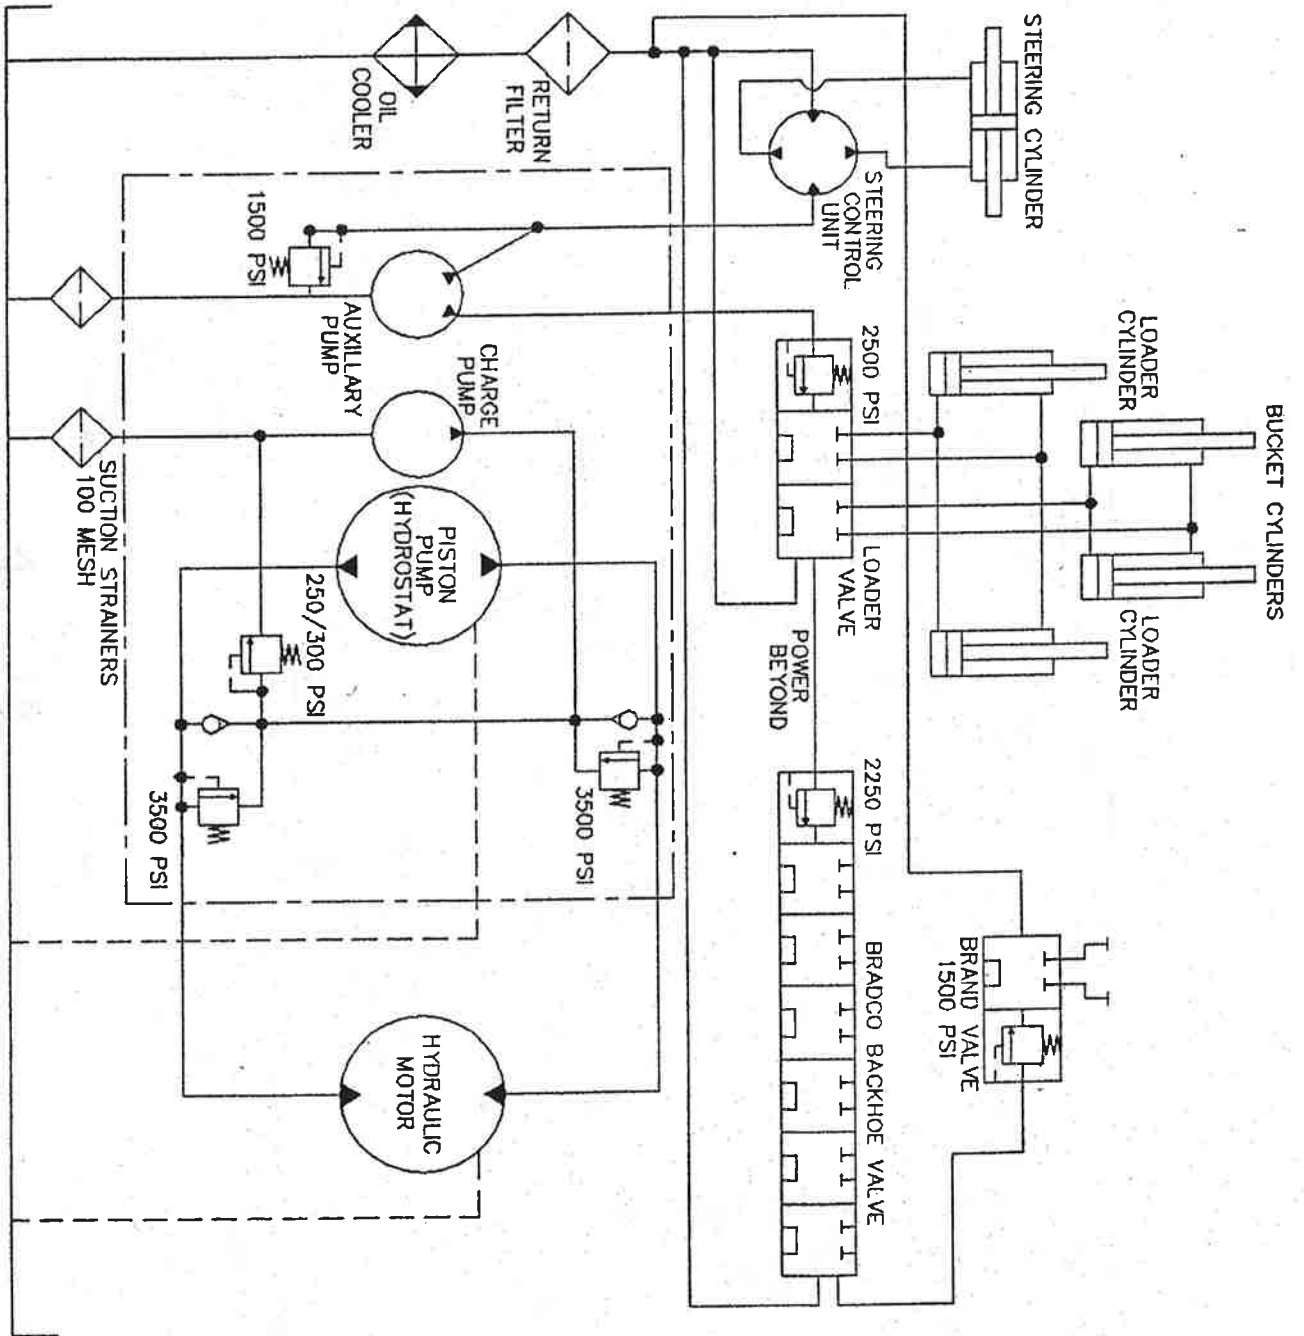 STEERING CYLINDER
BUCKET CYLINDERS
LOADER
CYLINDER
LOADER
CYLINDER
STEERING
CONTROL
UNIT
2500 PSI
LOADER
VALVE
POWER
BEYOND
2250 PSI
BRADCO BACKHOE VALVE
BRAND VALVE
1500 PSI
RETURN
FILTER
OIL
COOLER
1500 PSI
AUXILLARY
PUMP
CHARGE
PUMP
PISTON
PUMP
(HYDROSTAT)
250/300 PSI
3500 PSI
3500 PSI
SUCTION STRAINERS
100 MESH
HYDRAULIC
MOTOR